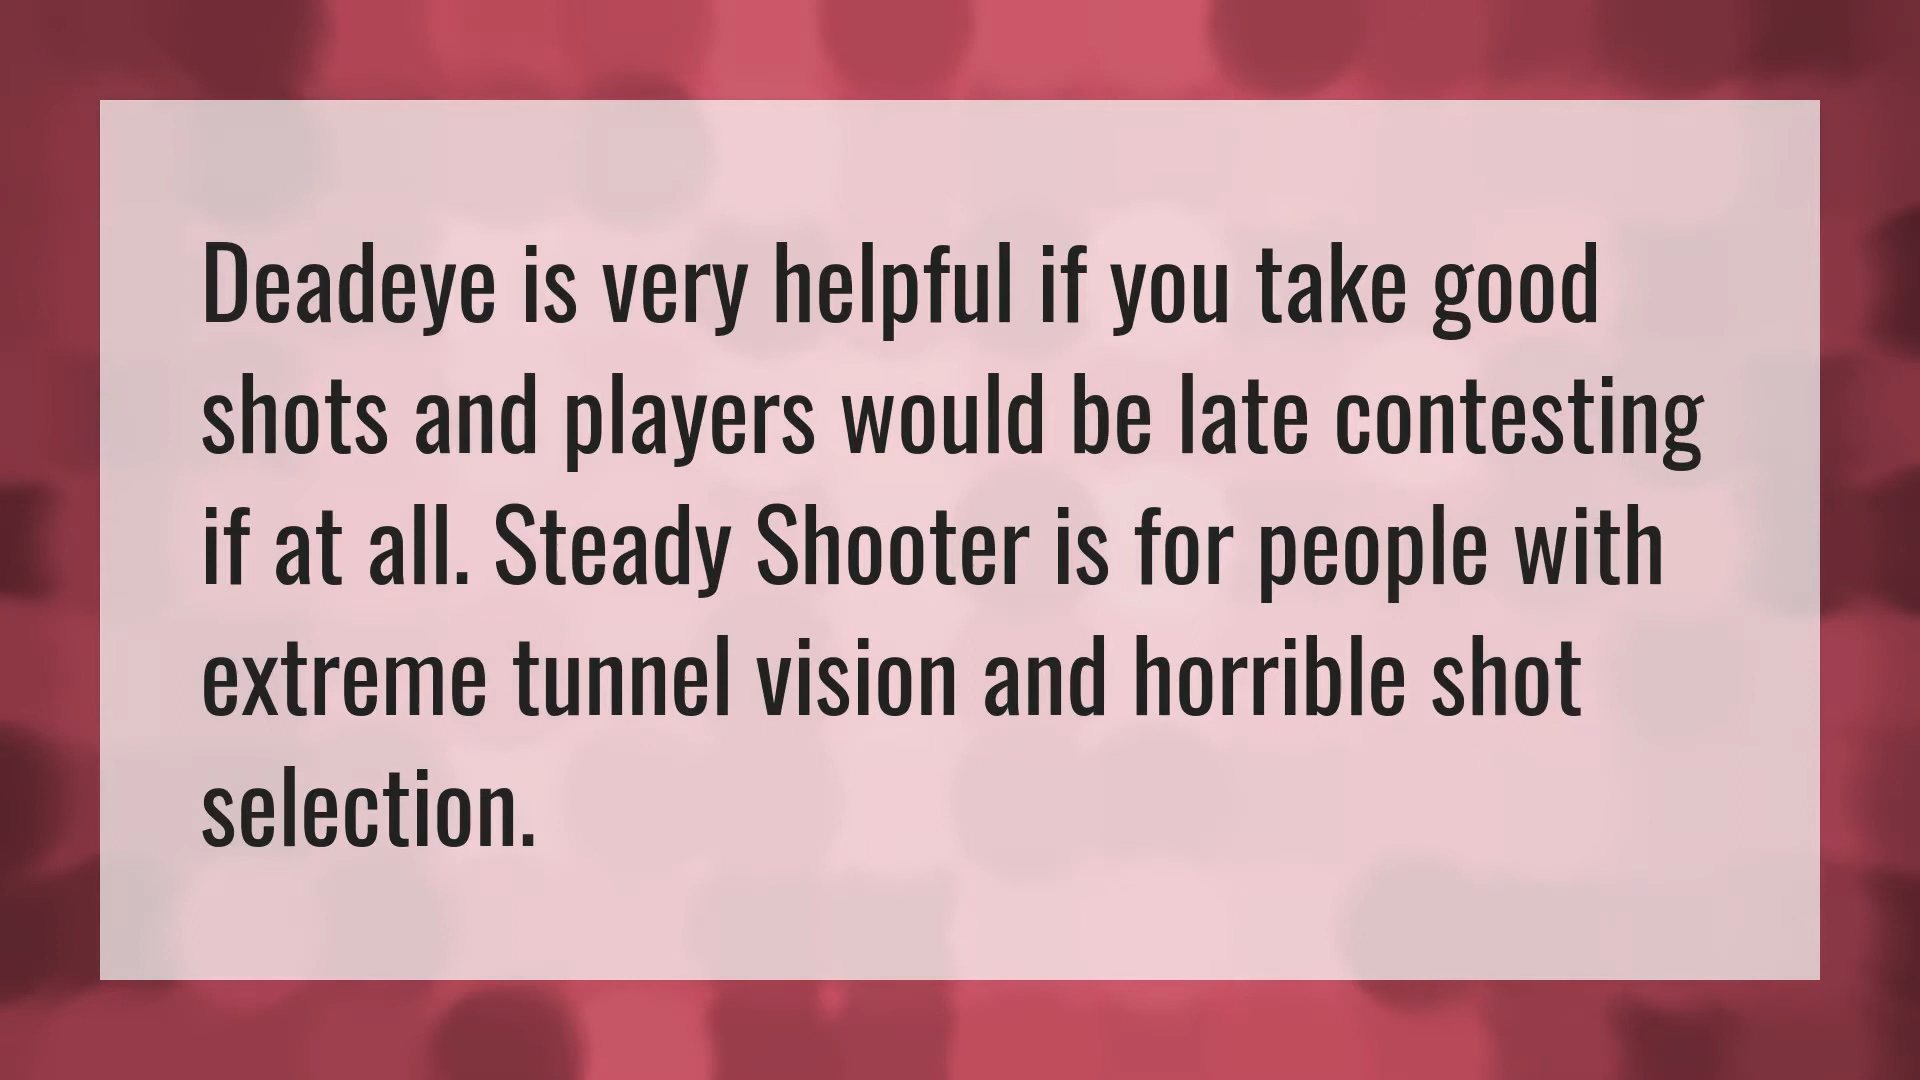 Deadeye is very helpful if you take good
shots and players would be late contesting
if at all. Steady Shooter is for people with
extreme tunnel vision and horrible shot
selection.